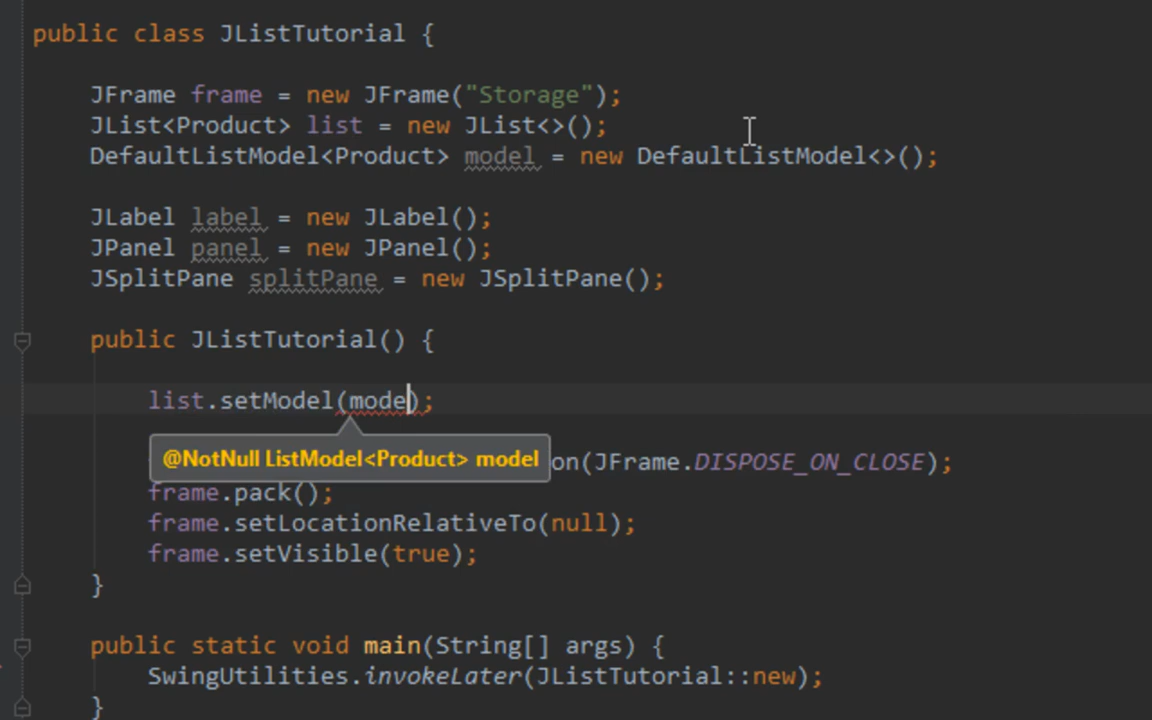 public class JListTutorial {
JFrame frame = new JFrame("Storage");
JList<Product> list = new JList<>();
DefaultListModel<Product> model = new DefaultListModel<>();
JLabel label = new JLabel();
JPanel panel = new JPanel();
JSplitPane splitPane = new JSplitPane();
public JListTutorial() {
list.setModel(mode);
@NotNull ListModel<Product> model
on(JFrame.DISPOSE_ON_CLOSE);
frame.pack();
frame.setLocationRelativeTo(null);
frame.setVisible(true);
}
public static void main(String[] args) {
SwingUtilities.invokeLater(JListTutorial::new);
}